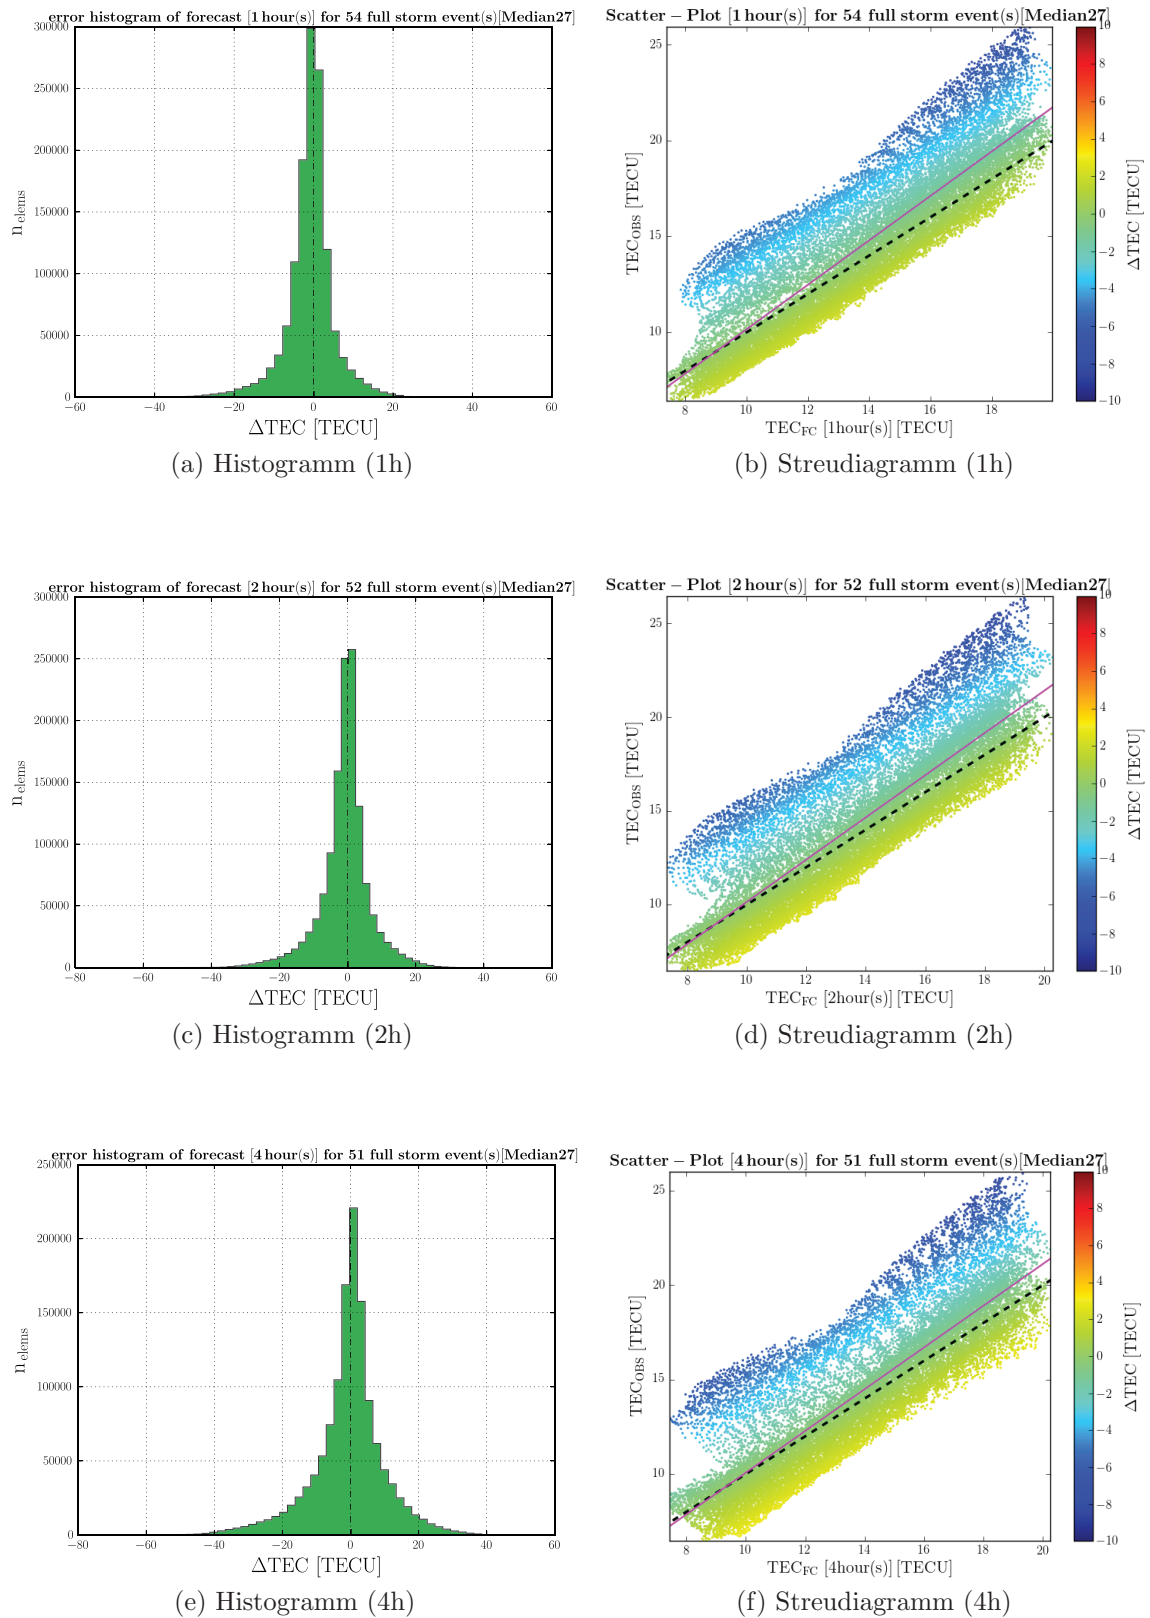 error histogram of forecast [1 hour(s)] for 54 full storm event(s)[Median27]
300000
250000
200000
150000
100000
50000
0
n elems
−60 −40 −20 0 20 40 60
ΔTEC [TECU]
(a) Histogramm (1h)
Scatter − Plot [1 hour(s)] for 54 full storm event(s)[Median27]
25
20
15
10
TEC_OBS [TECU]
8 10 12 14 16 18
TEC_FC [1hour(s)] [TECU]
10
8
6
4
2
0
−2
−4
−6
−8
−10
ΔTEC [TECU]
(b) Streudiagramm (1h)
error histogram of forecast [2 hour(s)] for 52 full storm event(s)[Median27]
300000
250000
200000
150000
100000
50000
0
n elems
−80 −60 −40 −20 0 20 40 60
ΔTEC [TECU]
(c) Histogramm (2h)
Scatter − Plot [2 hour(s)] for 52 full storm event(s)[Median27]
25
20
15
10
TEC_OBS [TECU]
8 10 12 14 16 18 20
TEC_FC [2hour(s)] [TECU]
10
8
6
4
2
0
−2
−4
−6
−8
−10
ΔTEC [TECU]
(d) Streudiagramm (2h)
error histogram of forecast [4 hour(s)] for 51 full storm event(s)[Median27]
250000
200000
150000
100000
50000
0
n elems
−80 −60 −40 −20 0 20 40 60
ΔTEC [TECU]
(e) Histogramm (4h)
Scatter − Plot [4 hour(s)] for 51 full storm event(s)[Median27]
25
20
15
10
TEC_OBS [TECU]
8 10 12 14 16 18 20
TEC_FC [4hour(s)] [TECU]
10
8
6
4
2
0
−2
−4
−6
−8
−10
ΔTEC [TECU]
(f) Streudiagramm (4h)